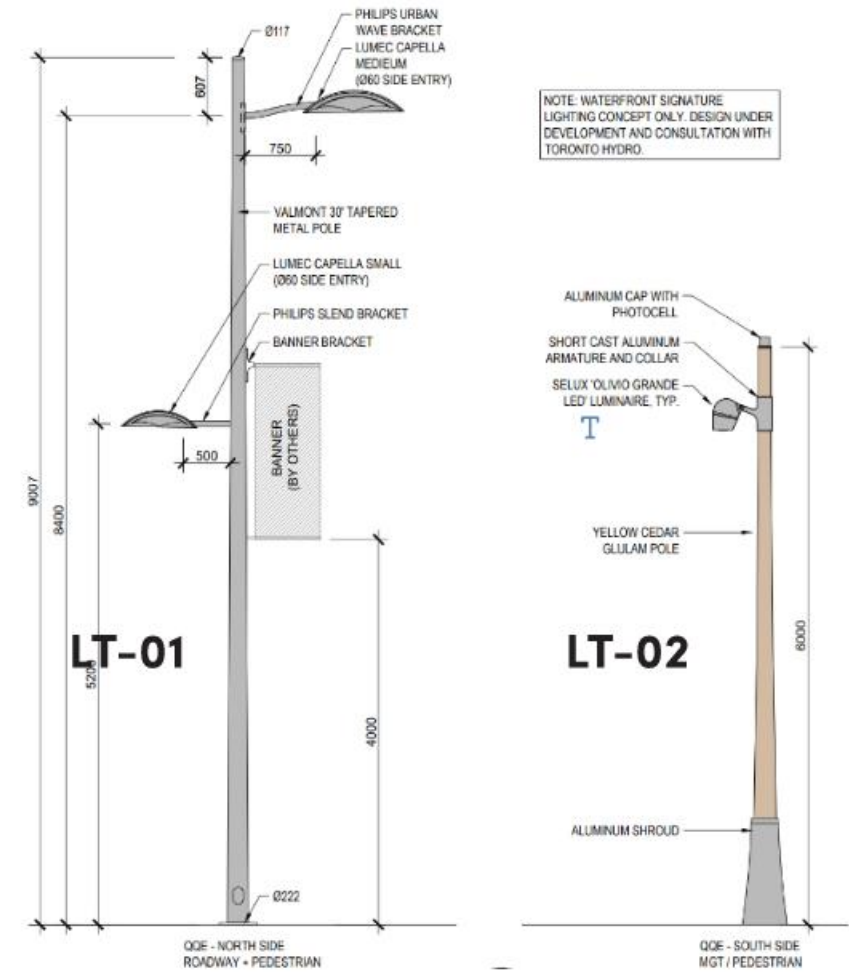 Ø117
PHILIPS URBAN
WAVE BRACKET
LUMEC CAPELLA
MEDIEUM
(Ø60 SIDE ENTRY)
607
750
NOTE: WATERFRONT SIGNATURE
LIGHTING CONCEPT ONLY. DESIGN UNDER
DEVELOPMENT AND CONSULTATION WITH
TORONTO HYDRO.
VALMONT 30' TAPERED
METAL POLE
LUMEC CAPELLA SMALL
(Ø60 SIDE ENTRY)
PHILIPS SLEND BRACKET
BANNER BRACKET
500
BANNER
(BY OTHERS)
9007
8400
5200
4000
LT-01
Ø222
QQE - NORTH SIDE
ROADWAY + PEDESTRIAN
ALUMINUM CAP WITH
PHOTOCELL
SHORT CAST ALUMINUM
ARMATURE AND COLLAR
SELUX 'OLIVIO GRANDE
LED' LUMINAIRE, TYP.
T
YELLOW CEDAR
GLULAM POLE
LT-02
6000
ALUMINUM SHROUD
QQE - SOUTH SIDE
MGT / PEDESTRIAN